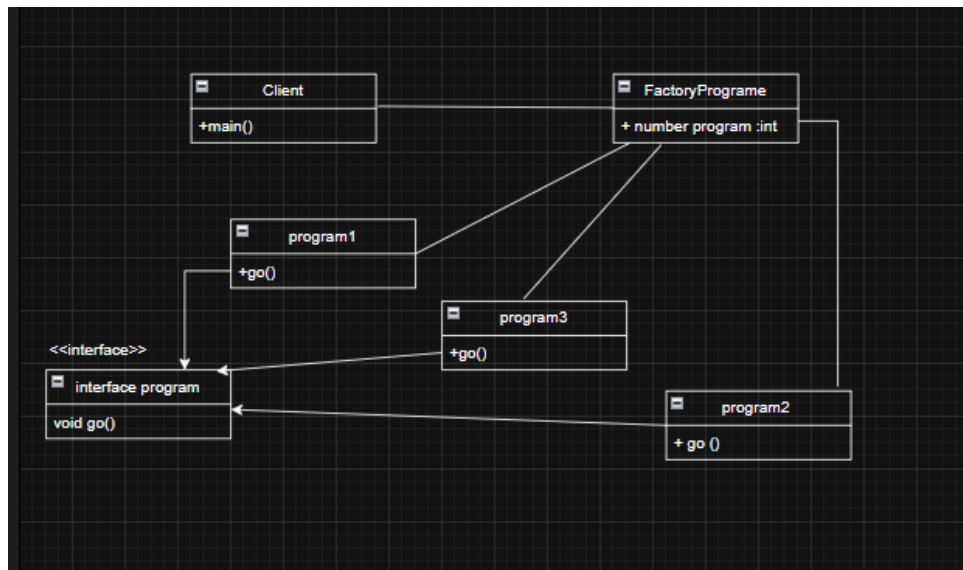 Client
+main()
FactoryPrograme
+ number program :int
program1
+go()
program3
+go()
<<interface>>
interface program
void go()
program2
+ go ()